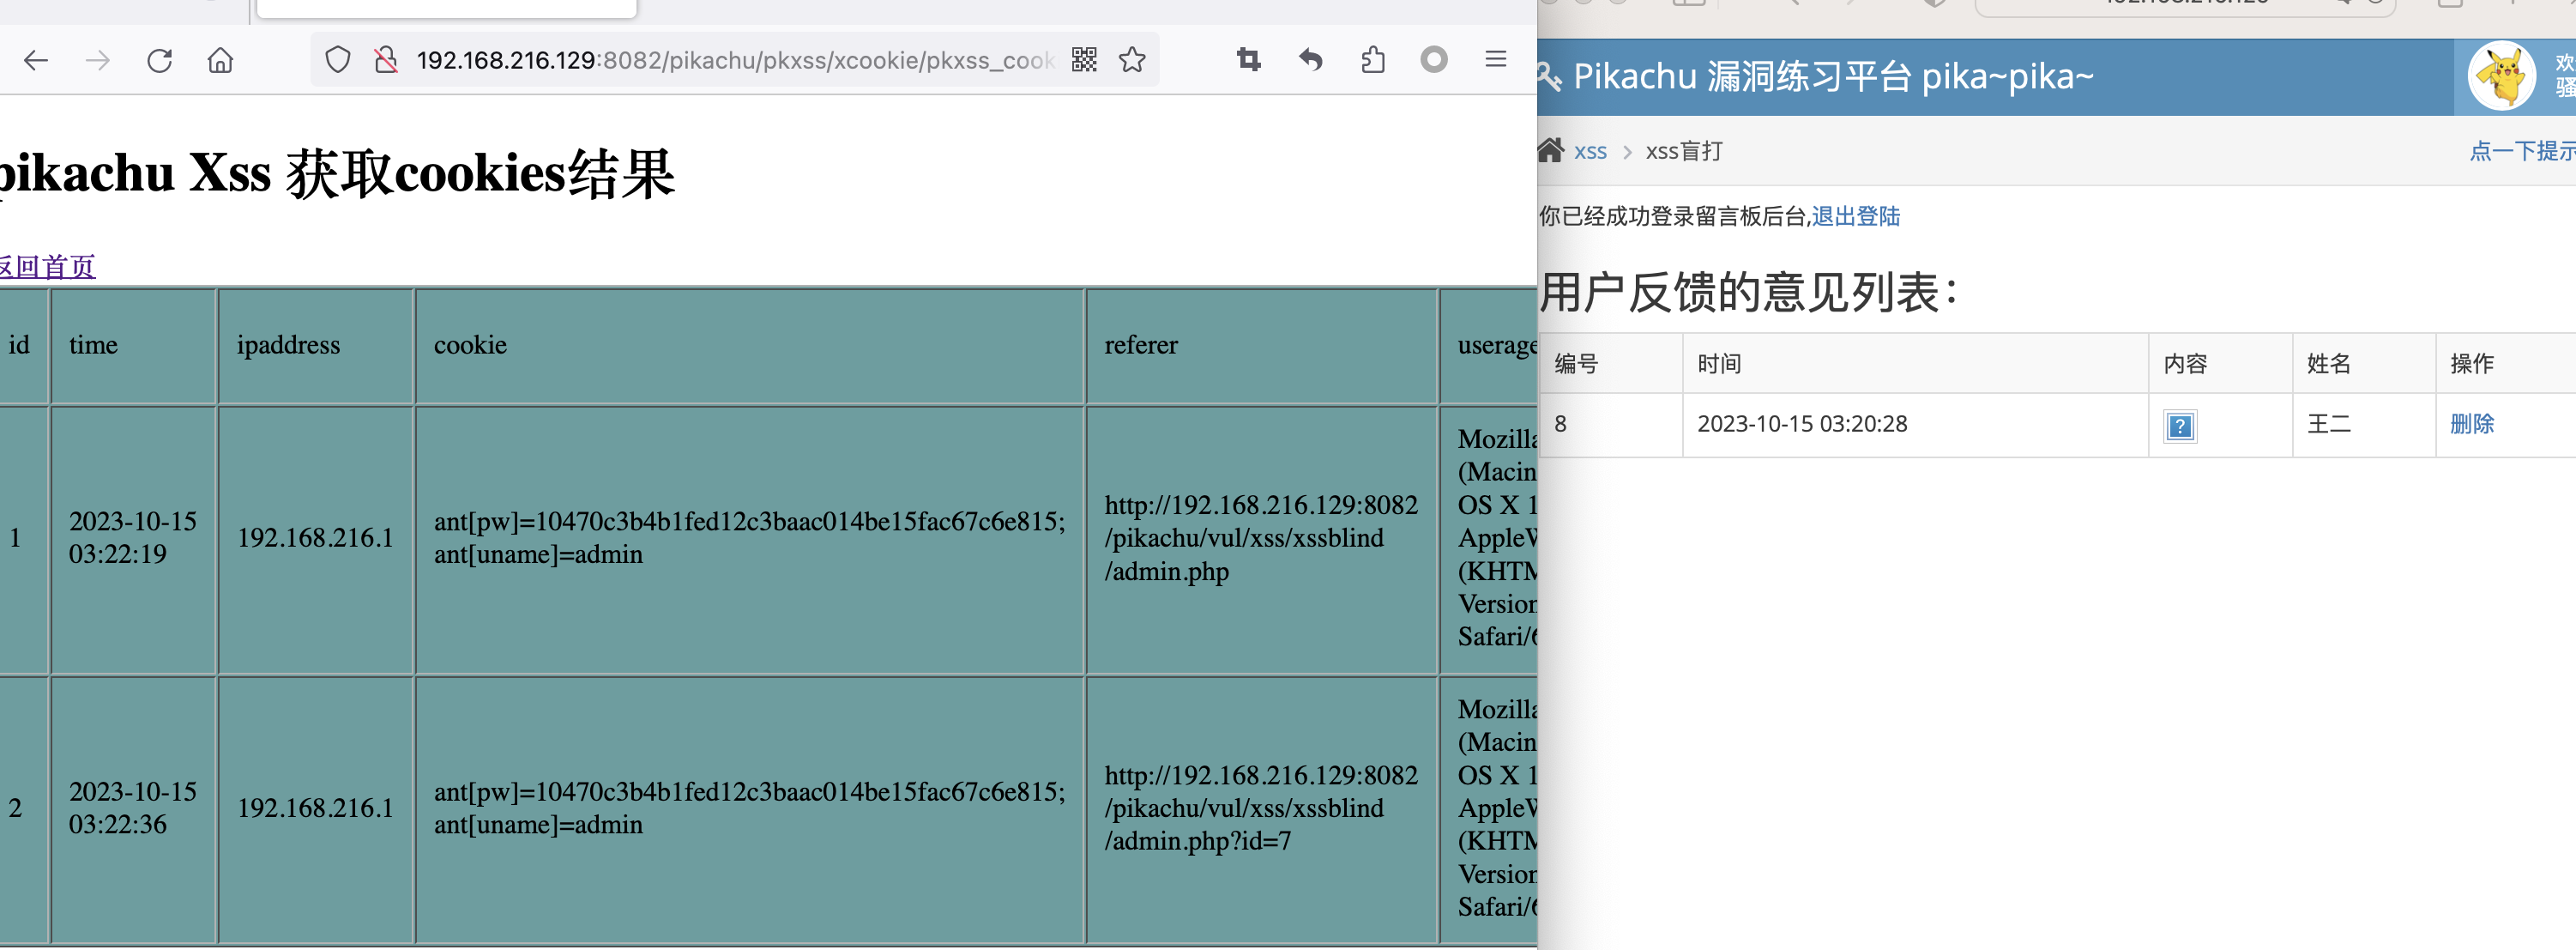 192.168.216.129:8082/pikachu/pkxss/xcookie/pkxss_cook
pikachu Xss 获取cookies结果
返回首页
id time ipaddress cookie referer userage
1
2023-10-15
03:22:19
192.168.216.1
ant[pw]=10470c3b4b1fed12c3baac014be15fac67c6e815;
ant[uname]=admin
http://192.168.216.129:8082
/pikachu/vul/xss/xssblind
/admin.php
Mozilla
(Macin
OS X 1
AppleW
(KHTM
Version
Safari/6
2
2023-10-15
03:22:36
192.168.216.1
ant[pw]=10470c3b4b1fed12c3baac014be15fac67c6e815;
ant[uname]=admin
http://192.168.216.129:8082
/pikachu/vul/xss/xssblind
/admin.php?id=7
Mozilla
(Macin
OS X 1
AppleW
(KHTM
Version
Safari/6
Pikachu 漏洞练习平台 pika~pika~
欢
骚
xss > xss盲打
点一下提示
你已经成功登录留言板后台,退出登陆
用户反馈的意见列表：
编号 时间 内容 姓名 操作
8 2023-10-15 03:20:28 王二 删除